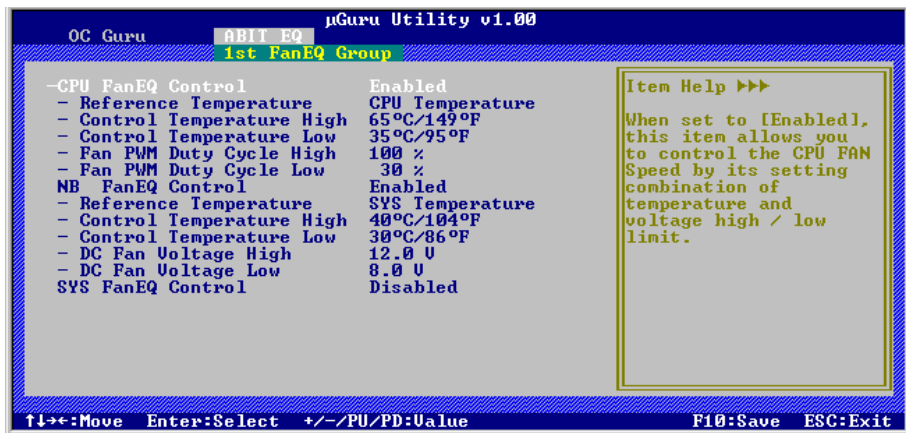 µGuru Utility v1.00
OC Guru ABIT EQ
1st FanEQ Group
-CPU FanEQ Control Enabled
- Reference Temperature CPU Temperature
- Control Temperature High 65ºC/149ºF
- Control Temperature Low 35ºC/95ºF
- Fan PWM Duty Cycle High 100 %
- Fan PWM Duty Cycle Low 30 %
NB FanEQ Control Enabled
- Reference Temperature SYS Temperature
- Control Temperature High 40ºC/104ºF
- Control Temperature Low 30ºC/86ºF
- DC Fan Voltage High 12.0 V
- DC Fan Voltage Low 8.0 V
SYS FanEQ Control Disabled
Item Help ▶▶▶
When set to [Enabled],
this item allows you
to control the CPU FAN
Speed by its setting
combination of
temperature and
voltage high / low
limit.
↑↓→←:Move Enter:Select +/-/PU/PD:Value F10:Save ESC:Exit